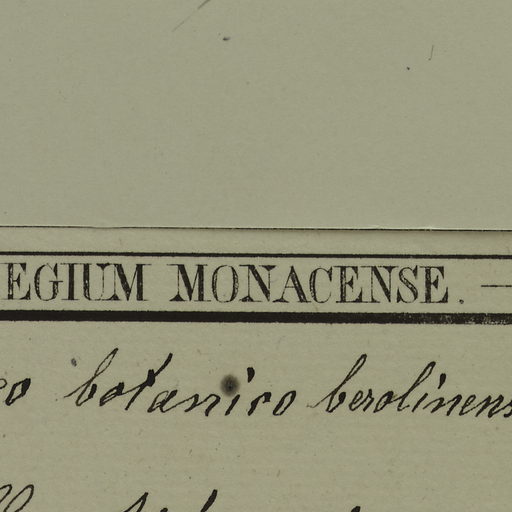 EGIUM MONACENSE.
botanico berolinens